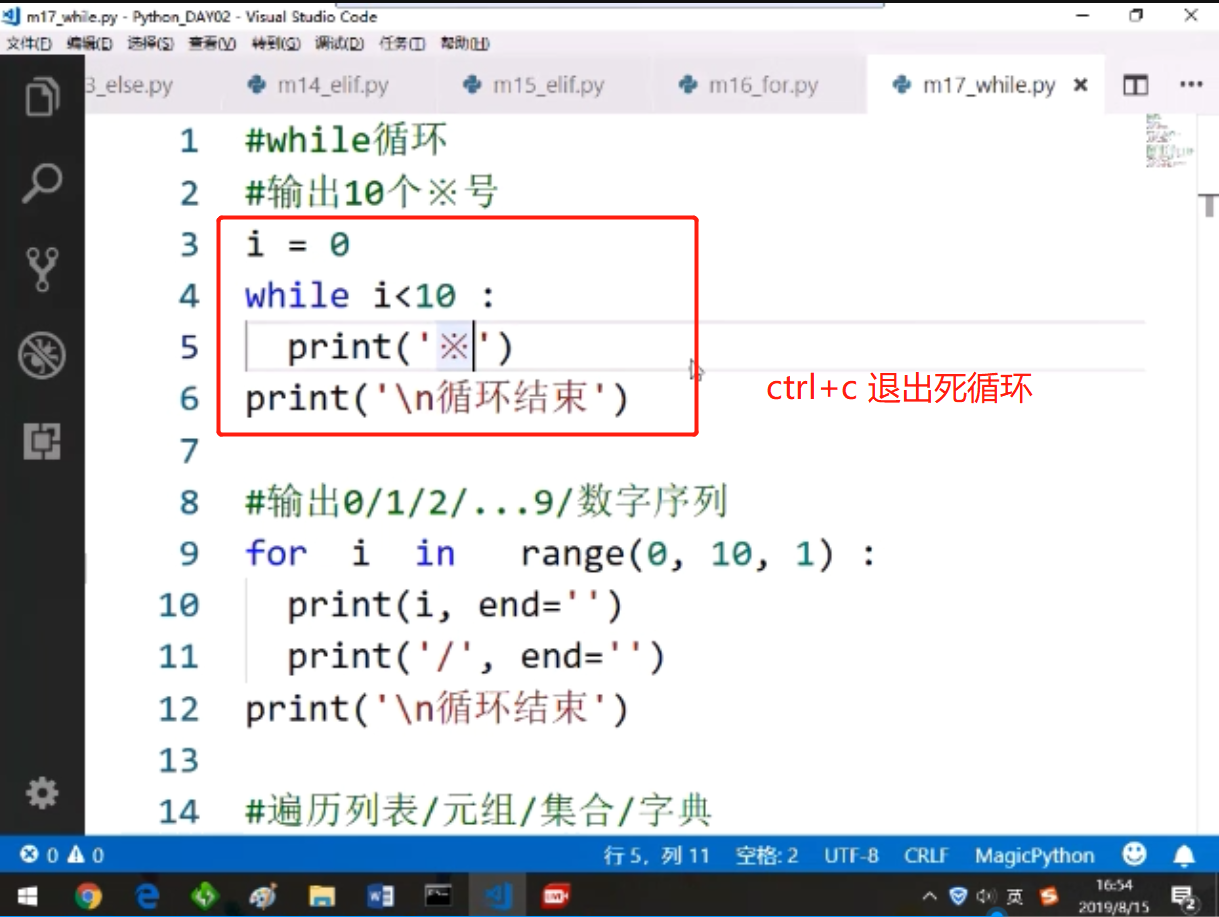 m17_while.py - Python_DAY02 - Visual Studio Code
文件(F) 编辑(E) 选择(S) 查看(V) 转到(G) 调试(D) 任务(T) 帮助(H)
3_else.py m14_elif.py m15_elif.py m16_for.py m17_while.py
1 #while循环
2 #输出10个※号
3 i = 0
4 while i<10 :
5 print('※')
6 print('\n循环结束')
ctrl+c 退出死循环
7
8 #输出0/1/2/...9/数字序列
9 for i in range(0, 10, 1) :
10 print(i, end='')
11 print('/', end='')
12 print('\n循环结束')
13
14 #遍历列表/元组/集合/字典
0 0 行 5，列 11 空格: 2 UTF-8 CRLF MagicPython
英 16:54
2019/8/15 2